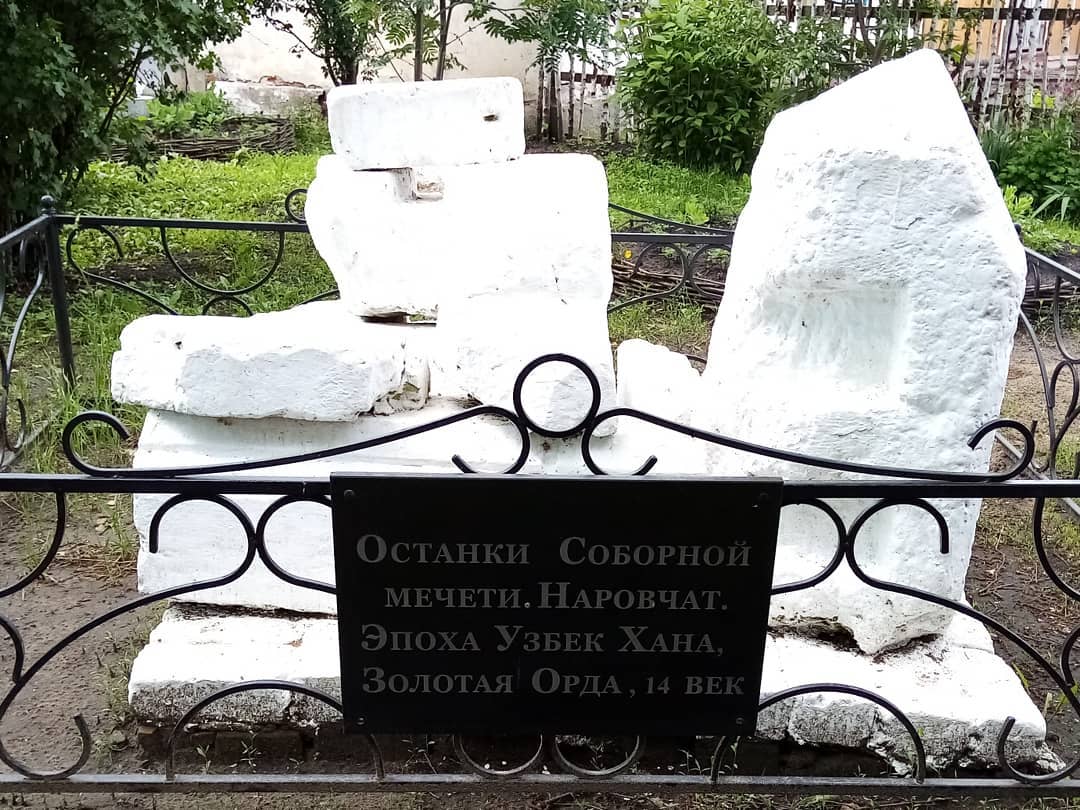 Останки Соборной
мечети. Наровчат.
Эпоха Узбек Хана,
Золотая Орда, 14 век